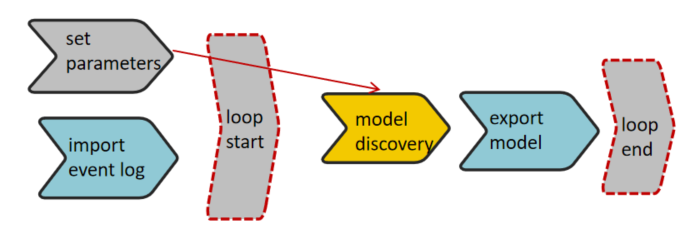 set
parameters
import
event log
loop
start
model
discovery
export
model
loop
end